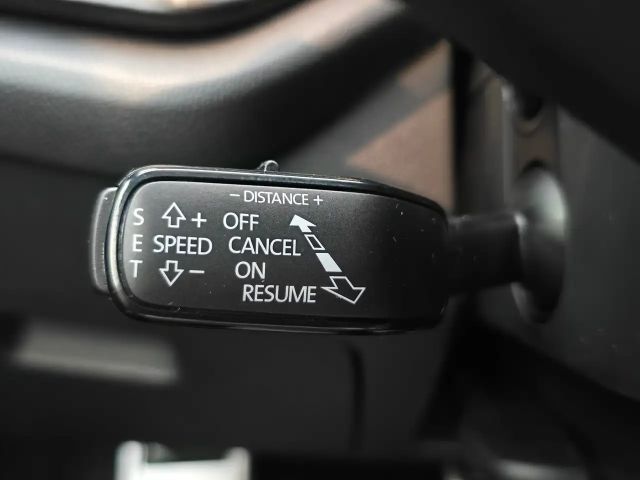 - DISTANCE +
S + OFF
E SPEED CANCEL
T - ON
RESUME